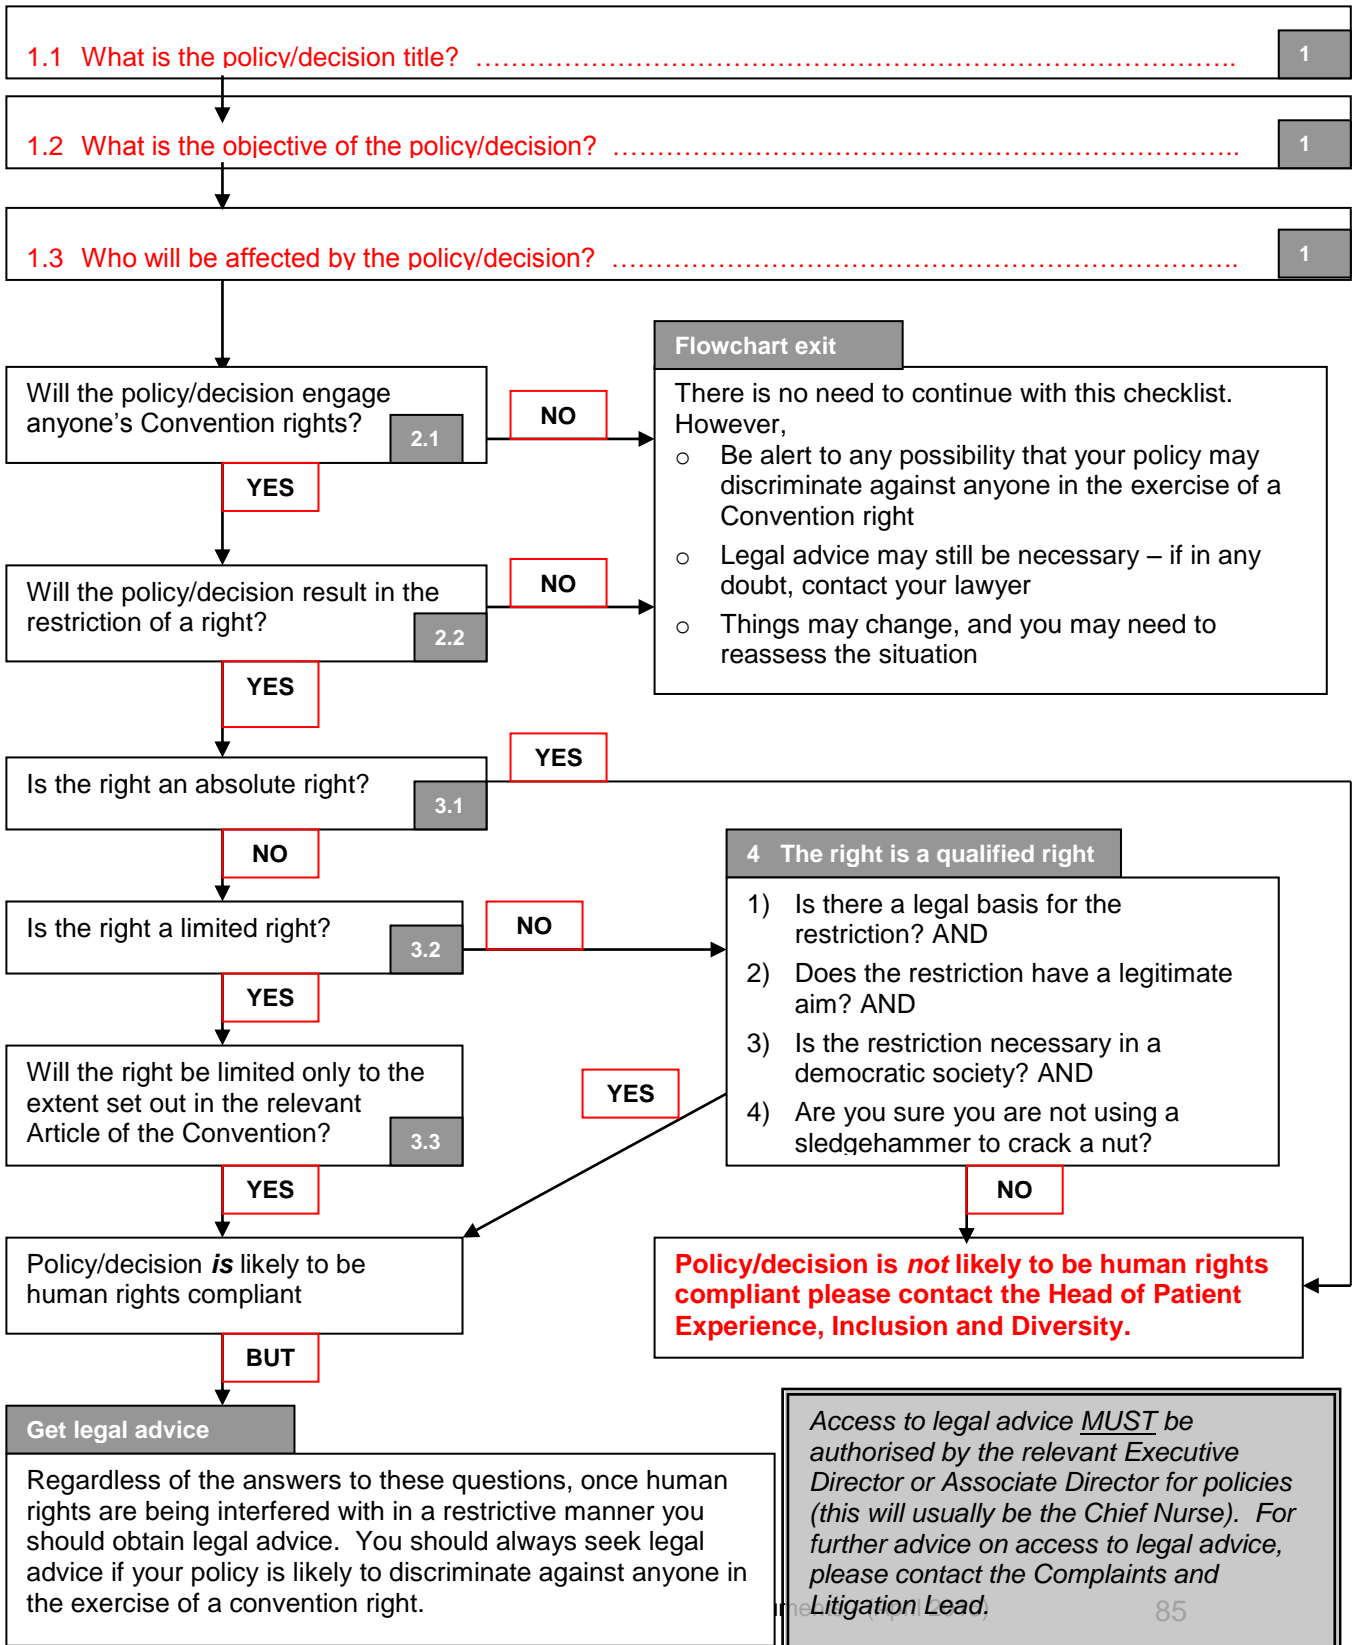 1.1 What is the policy/decision title? ………………………………………………………………………………..
1
1.2 What is the objective of the policy/decision? …………………………………………………………………..
1
1.3 Who will be affected by the policy/decision? …………………………………………………………………..
1
Will the policy/decision engage
anyone’s Convention rights?
2.1
NO
YES
Flowchart exit
There is no need to continue with this checklist.
However,
o Be alert to any possibility that your policy may
discriminate against anyone in the exercise of a
Convention right
o Legal advice may still be necessary – if in any
doubt, contact your lawyer
o Things may change, and you may need to
reassess the situation
Will the policy/decision result in the
restriction of a right?
2.2
NO
YES
Is the right an absolute right?
3.1
YES
NO
Is the right a limited right?
3.2
NO
YES
4 The right is a qualified right
1) Is there a legal basis for the
restriction? AND
2) Does the restriction have a legitimate
aim? AND
3) Is the restriction necessary in a
democratic society? AND
4) Are you sure you are not using a
sledgehammer to crack a nut?
YES
NO
Will the right be limited only to the
extent set out in the relevant
Article of the Convention?
3.3
YES
Policy/decision is likely to be
human rights compliant
BUT
Policy/decision is not likely to be human rights
compliant please contact the Head of Patient
Experience, Inclusion and Diversity.
Get legal advice
Regardless of the answers to these questions, once human
rights are being interfered with in a restrictive manner you
should obtain legal advice. You should always seek legal
advice if your policy is likely to discriminate against anyone in
the exercise of a convention right.
Access to legal advice MUST be
authorised by the relevant Executive
Director or Associate Director for policies
(this will usually be the Chief Nurse). For
further advice on access to legal advice,
please contact the Complaints and
Litigation Lead.
85